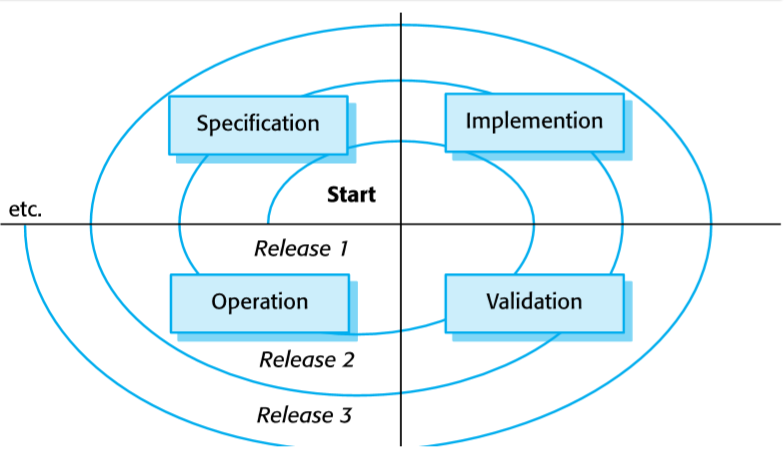 Specification
Implemention
Start
etc.
Release 1
Operation
Validation
Release 2
Release 3